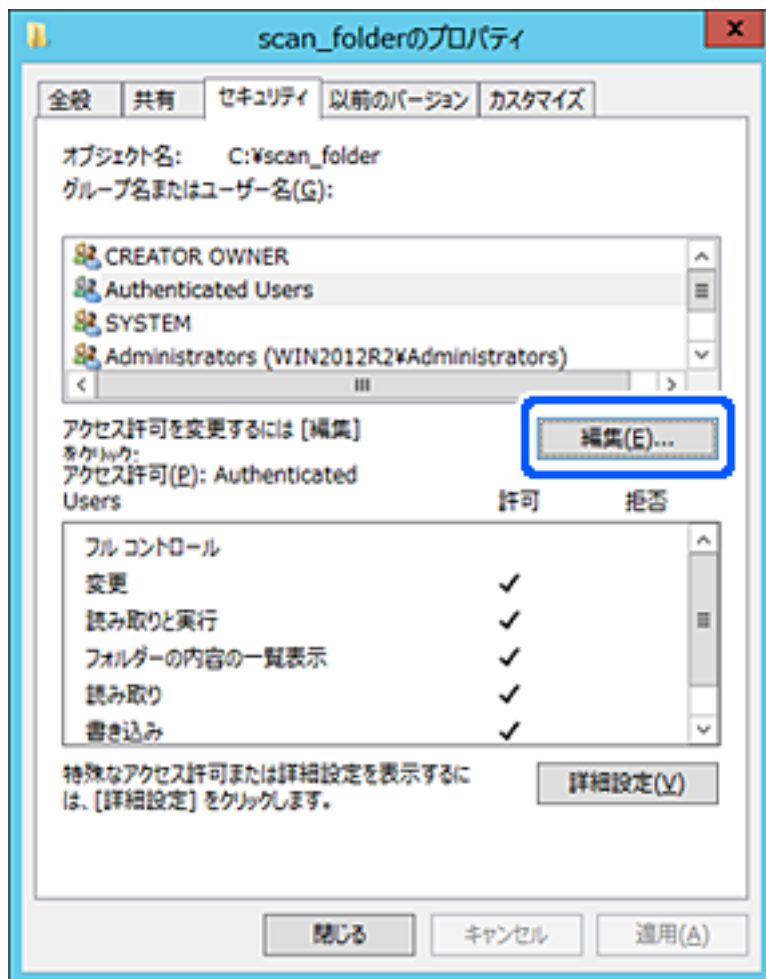 scan_folderのプロパティ
x
全般 共有 セキュリティ 以前のバージョン カスタマイズ
オブジェクト名: C:¥scan_folder
グループ名またはユーザー名(G):
CREATOR OWNER
Authenticated Users
SYSTEM
Administrators (WIN2012R2¥Administrators)
アクセス許可を変更するには [編集]
をクリック:
編集(E)...
アクセス許可(P): Authenticated
Users 許可 拒否
フル コントロール
変更
読み取りと実行
フォルダーの内容の一覧表示
読み取り
書き込み
特殊なアクセス許可または詳細設定を表示するに
は、[詳細設定] をクリックします。
詳細設定(V)
閉じる キャンセル 適用(A)